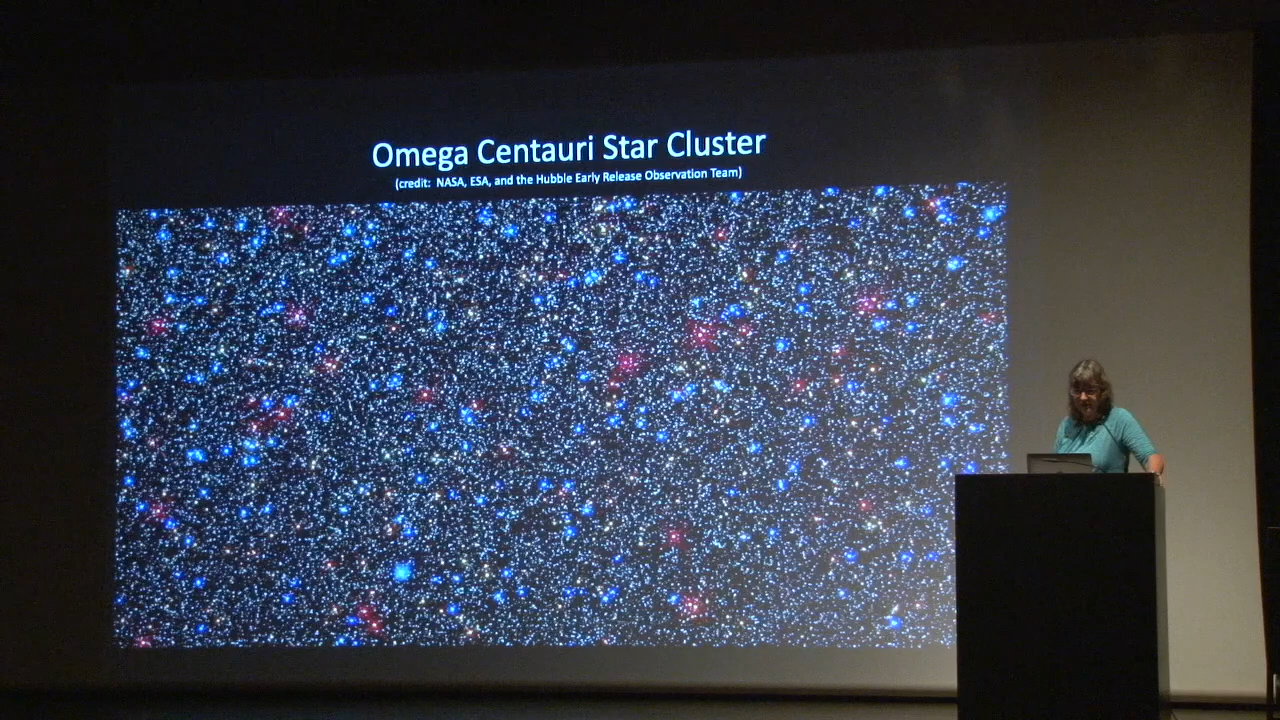 Omega Centauri Star Cluster
(credit: NASA, ESA, and the Hubble Early Release Observation Team)